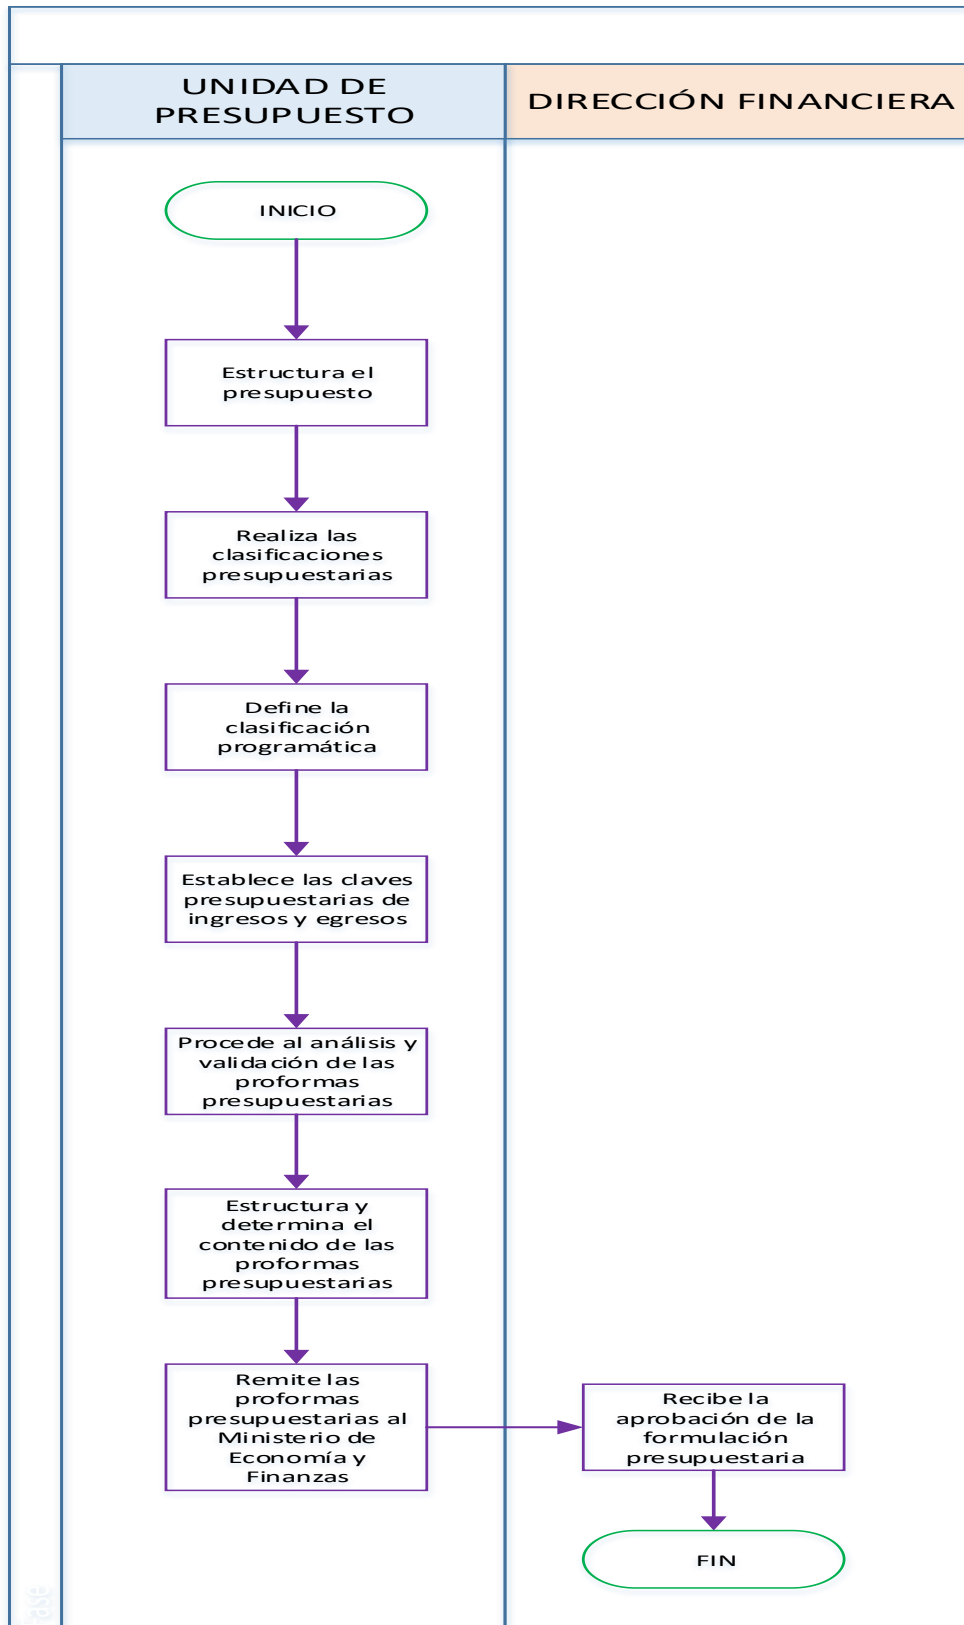 UNIDAD DE
PRESUPUESTO
DIRECCIÓN FINANCIERA
INICIO
Estructura el
presupuesto
Realiza las
clasificaciones
presupuestarias
Define la
clasificación
programática
Establece las claves
presupuestarias de
ingresos y egresos
Procede al análisis y
validación de las
proformas
presupuestarias
Estructura y
determina el
contenido de las
proformas
presupuestarias
Remite las
proformas
presupuestarias al
Ministerio de
Economía y
Finanzas
Recibe la
aprobación de la
formulación
presupuestaria
FIN
Fase